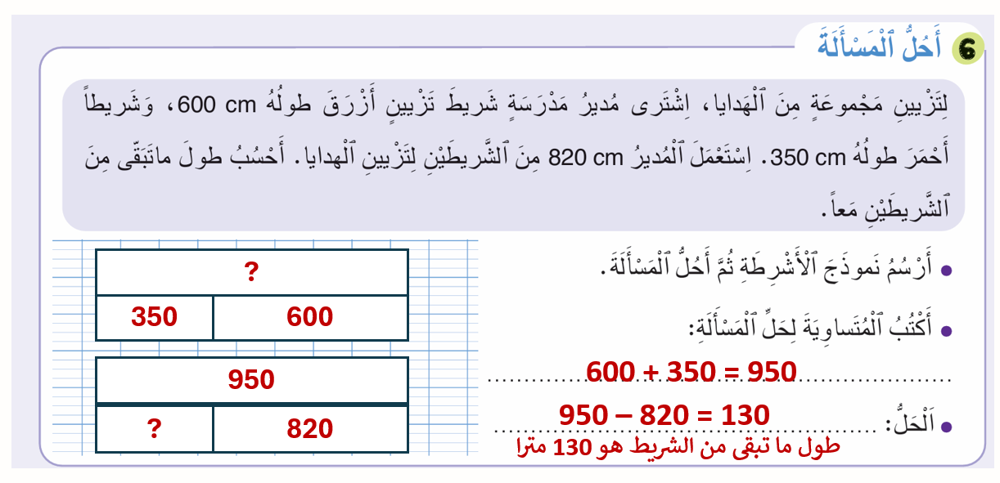 6 أَحُلُّ ٱلْمَسْأَلَةَ
لِتَزْيينِ مَجْموعَةٍ مِنَ ٱلْهَدايا، اِشْتَرى مُديرُ مَدْرَسَةٍ شَريطَ تَزْيينٍ أَزْرَقَ طولُهُ 600 cm، وَشَريطاً
أَحْمَرَ طولُهُ 350 cm. اِسْتَعْمَلَ ٱلْمُديرُ 820 cm مِنَ ٱلشَّريطَيْنِ لِتَزْيينِ ٱلْهدايا. أَحْسُبُ طولَ ماتَبَقّى مِنَ
ٱلشَّريطَيْنِ مَعاً.
• أَرْسُمُ نَموذَجَ ٱلْأَشْرِطَةِ ثُمَّ أَحُلُّ ٱلْمَسْأَلَةَ.
• أَكْتُبُ ٱلْمُتَساوِيَةَ لِحَلِّ ٱلْمَسْأَلَةِ:
600 + 350 = 950
• اَلْحَلُّ: 950 – 820 = 130
طول ما تبقى من الشريط هو 130 مترا
?
350 600
950
? 820